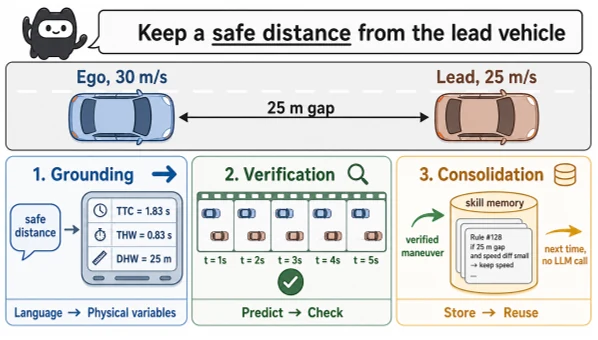 Keep a safe distance from the lead vehicle
Ego, 30 m/s
Lead, 25 m/s
25 m gap
1. Grounding
safe
distance
TTC = 1.83 s
THW = 0.83 s
DHW = 25 m
Language → Physical variables
2. Verification
t = 1s
t = 2s
t = 3s
t = 4s
t = 5s
Predict → Check
3. Consolidation
skill memory
verified
maneuver
Rule #128
if 25 m gap
and speed diff small
→ keep speed
...
next time,
no LLM call
Store → Reuse